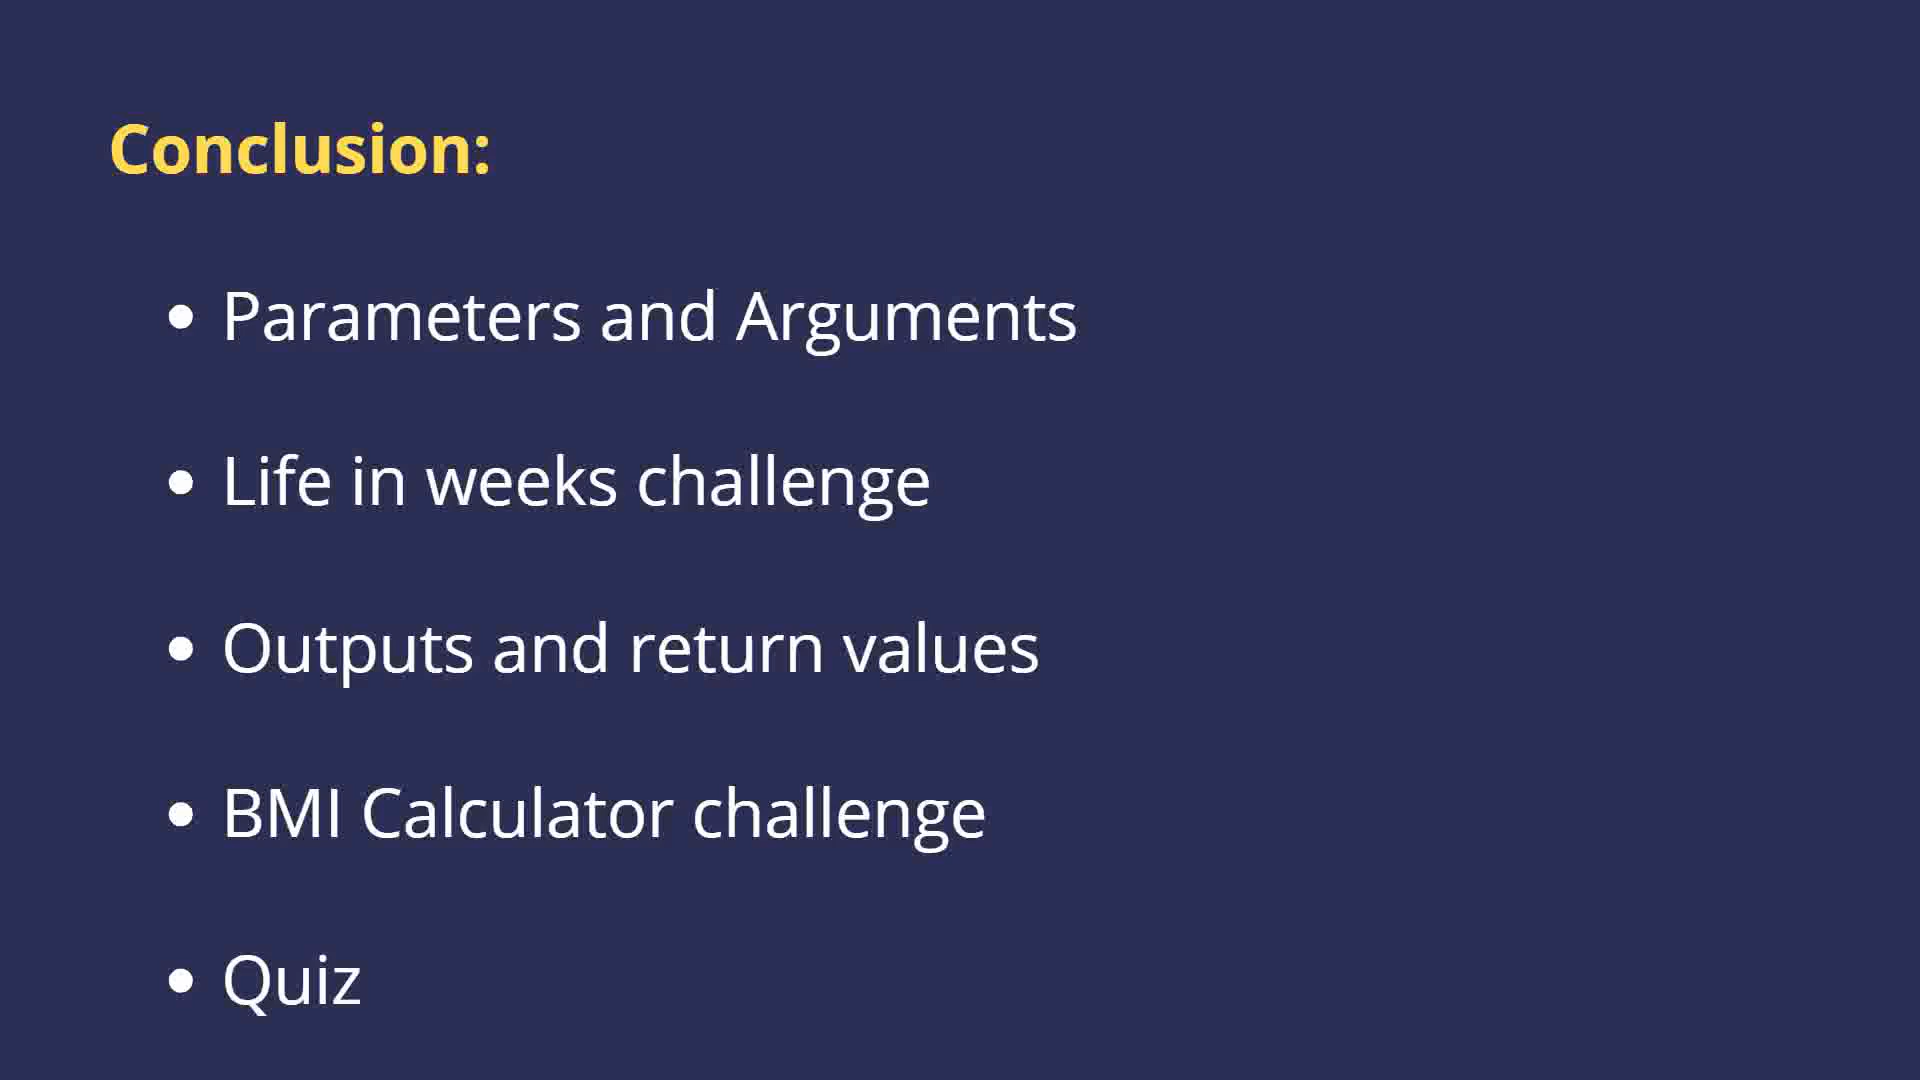 Conclusion:
• Parameters and Arguments
• Life in weeks challenge
• Outputs and return values
• BMI Calculator challenge
• Quiz